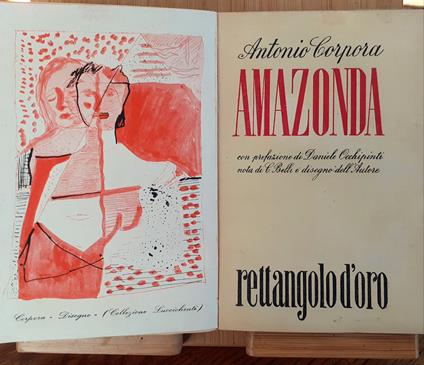 Corpora - Disegno - (Collezione Luccichenti)
Antonio Corpora
AMAZONDA
con prefazione di Daniele Occhipinti
nota di C Belli e disegno dell'Autore
rettangolo d'oro